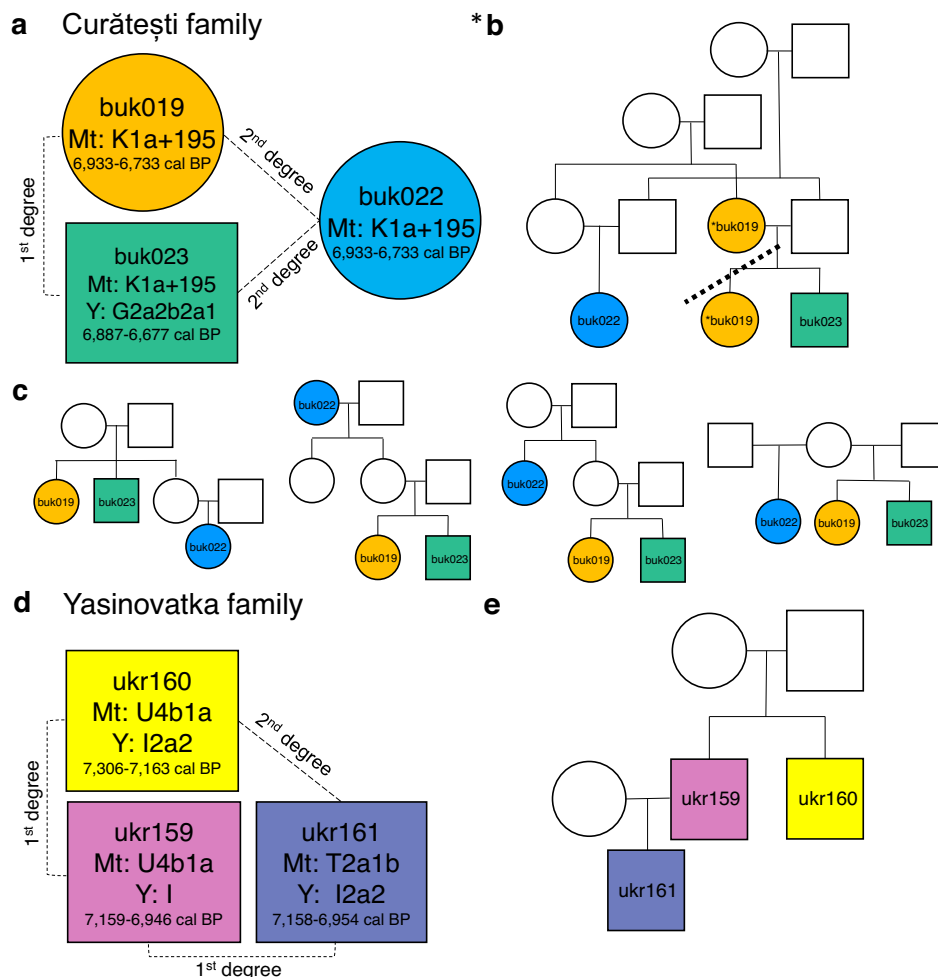 a Curătești family
buk019
Mt: K1a+195
6,933-6,733 cal BP
1st degree
2nd degree
buk022
Mt: K1a+195
6,933-6,733 cal BP
buk023
Mt: K1a+195
Y: G2a2b2a1
6,887-6,677 cal BP
2nd degree
*b
*buk019
buk022
*buk019
buk023
c
buk019
buk023
buk022
buk022
buk019
buk023
buk022
buk019
buk023
buk022
buk019
buk023
d Yasinovatka family
ukr160
Mt: U4b1a
Y: I2a2
7,306-7,163 cal BP
2nd degree
1st degree
ukr159
Mt: U4b1a
Y: I
7,159-6,946 cal BP
ukr161
Mt: T2a1b
Y: I2a2
7,158-6,954 cal BP
1st degree
e
ukr159
ukr160
ukr161